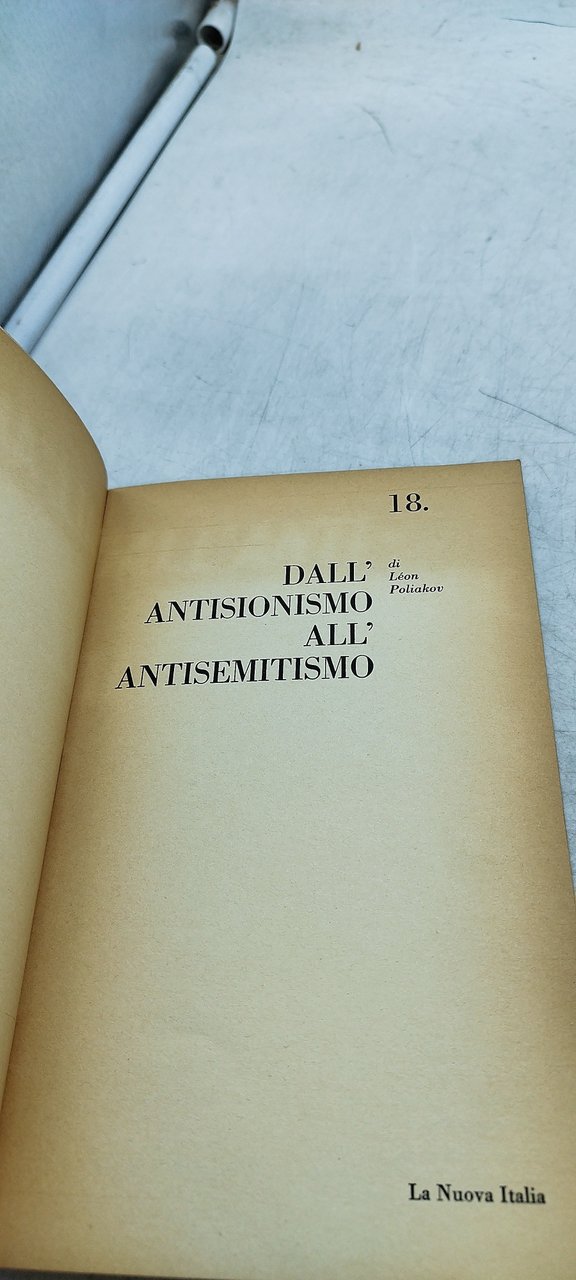 18.
DALL'
ANTISIONISMO
ALL'
ANTISEMITISMO
di
Léon
Poliakov
La Nuova Italia